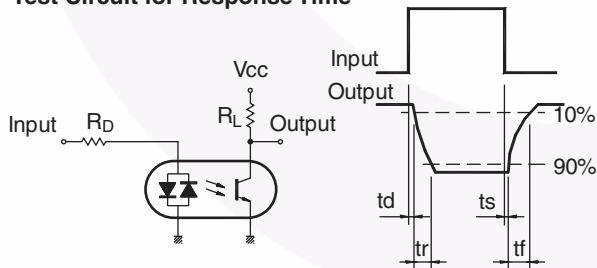 Test Circuit for Response Time
Input
Output
10%
90%
td
ts
tr
tf
Vcc
RL
Input
RD
Output